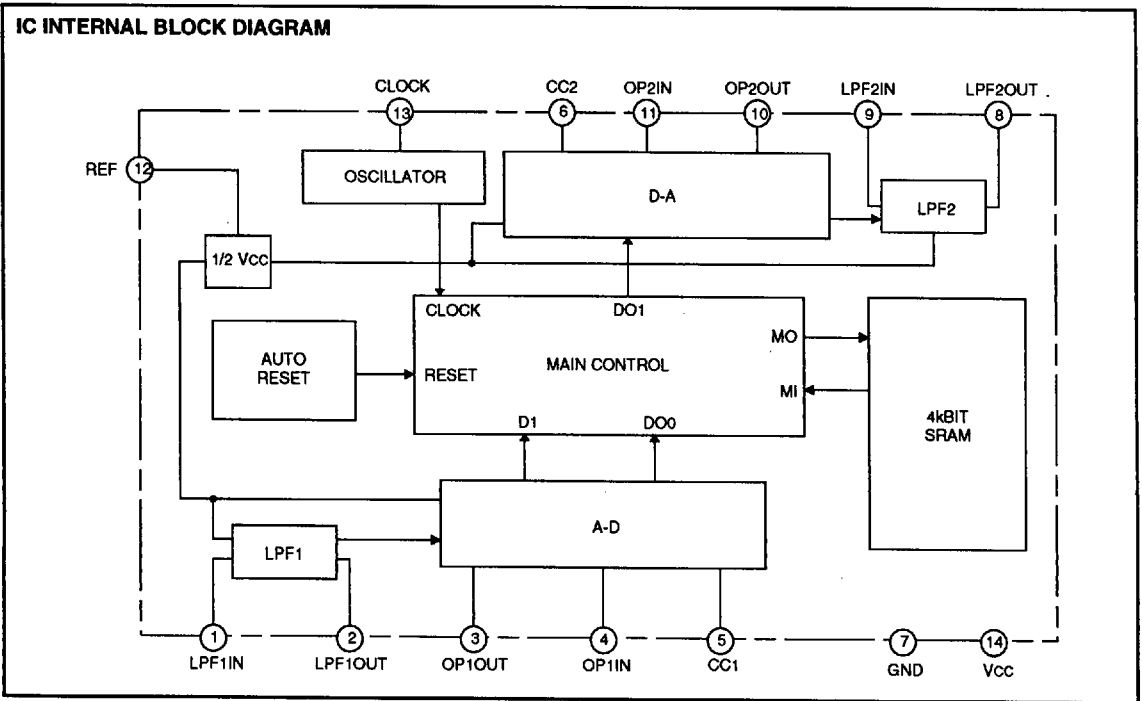 IC INTERNAL BLOCK DIAGRAM
CLOCK CC2 OP2IN OP2OUT LPF2IN LPF2OUT
13 6 11 10 9 8
REF 12
OSCILLATOR
D-A
LPF2
1/2 VCC
CLOCK DO1
MO
AUTO
RESET
RESET
MAIN CONTROL
MI
4kBIT
SRAM
D1 DO0
A-D
LPF1
1 2 3 4 5 7 14
LPF1IN LPF1OUT OP1OUT OP1IN CC1 GND VCC